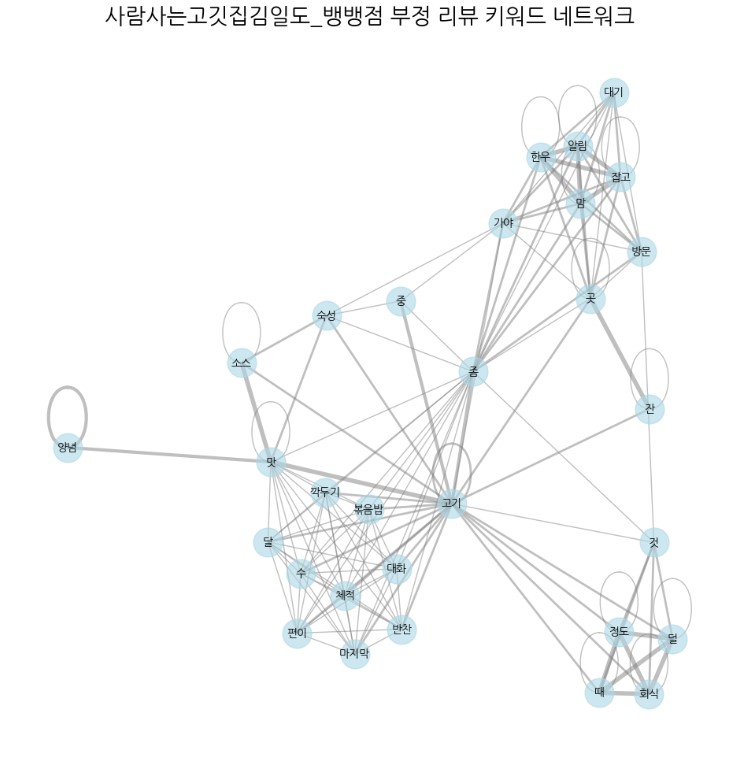 사람사는고깃집김일도_뱅뱅점 부정 리뷰 키워드 네트워크
대기
알림
한우
참고
맘
가야
방문
곳
중
숙성
소스
좀
잔
양념
맛
깍두기
볶음밥
고기
달
수
대화
체적
것
편이
반찬
마지막
정도
덜
때
회식